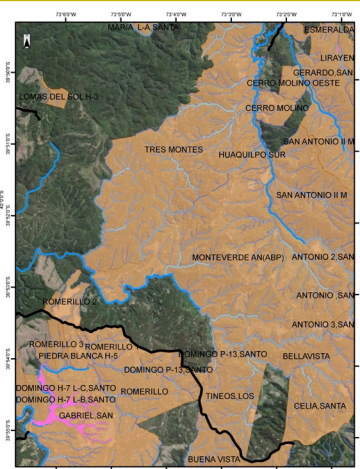 MARIA L-A,SANTA
ESMERALDA
73°6'0"S
73°5'0"S
73°4'0"S
73°3'0"S
73°2'0"S
73°1'0"S
N
LIRAYEN
GERARDO,SAN
CERRO MOLINO OESTE
LOMAS DEL SOL H-3
CERRO MOLINO
SAN ANTONIO II M
TRES MONTES
HUAQUILPO SUR
SAN ANTONIO II M
MONTEVERDE AN(ABP)
ANTONIO 2,SAN
ROMERILLO 2
ANTONIO ,SAN
ANTONIO 3,SAN
ROMERILLO 3
ROMERILLO
PIEDRA BLANCA H-5
DOMINGO P-13,SANTO
BELLAVISTA
DOMINGO P-13,SANTO
DOMINGO H-7 L-C,SANTO
ROMERILLO
TINEOS,LOS
DOMINGO H-7 L-B,SANTO
CELIA,SANTA
GABRIEL,SAN
BUENA VISTA